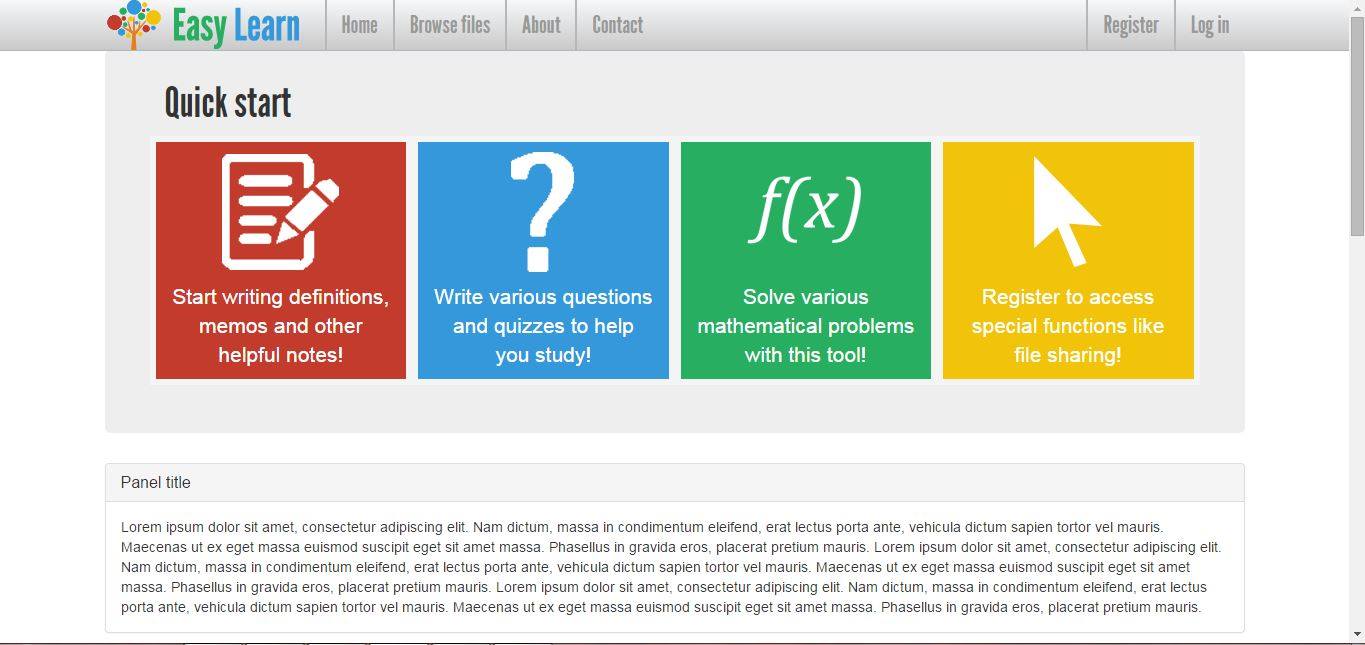 Easy Learn Home Browse files About Contact Register Log in
Quick start
?
f(x)
Start writing definitions,
memos and other
helpful notes!
Write various questions
and quizzes to help
you study!
Solve various
mathematical problems
with this tool!
Register to access
special functions like
file sharing!
Panel title
Lorem ipsum dolor sit amet, consectetur adipiscing elit. Nam dictum, massa in condimentum eleifend, erat lectus porta ante, vehicula dictum sapien tortor vel mauris.
Maecenas ut ex eget massa euismod suscipit eget sit amet massa. Phasellus in gravida eros, placerat pretium mauris. Lorem ipsum dolor sit amet, consectetur adipiscing elit.
Nam dictum, massa in condimentum eleifend, erat lectus porta ante, vehicula dictum sapien tortor vel mauris. Maecenas ut ex eget massa euismod suscipit eget sit amet
massa. Phasellus in gravida eros, placerat pretium mauris. Lorem ipsum dolor sit amet, consectetur adipiscing elit. Nam dictum, massa in condimentum eleifend, erat lectus
porta ante, vehicula dictum sapien tortor vel mauris. Maecenas ut ex eget massa euismod suscipit eget sit amet massa. Phasellus in gravida eros, placerat pretium mauris.